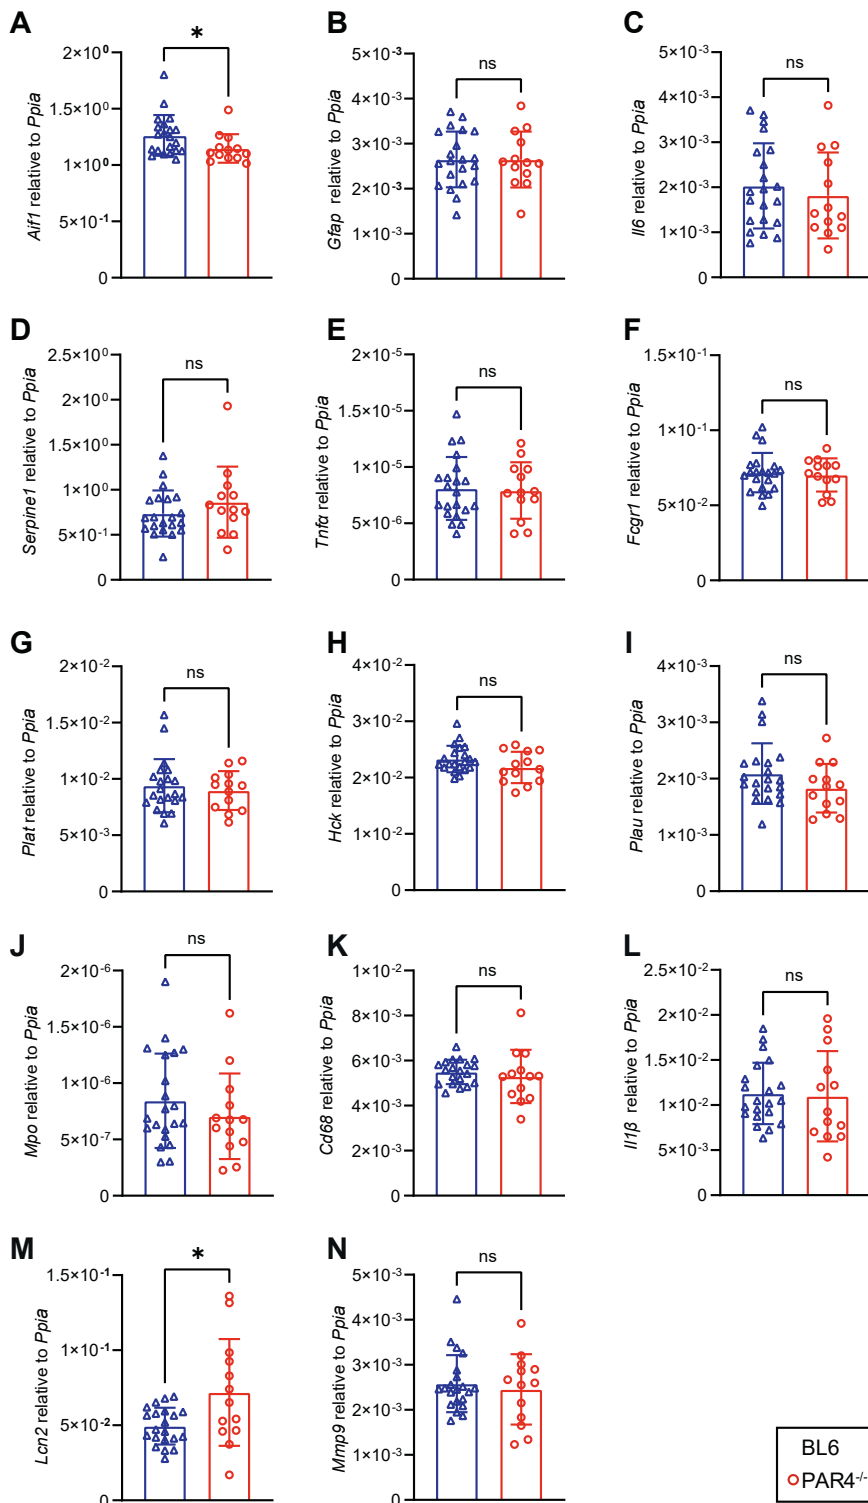 A
Aif1 relative to Ppia
2×10⁰
1.5×10⁰
1×10⁰
5×10⁻¹
0
*
B
Gfap relative to Ppia
5×10⁻³
4×10⁻³
3×10⁻³
2×10⁻³
1×10⁻³
0
ns
C
Il6 relative to Ppia
5×10⁻³
4×10⁻³
3×10⁻³
2×10⁻³
1×10⁻³
0
ns
D
Serpine1 relative to Ppia
2.5×10⁰
2×10⁰
1.5×10⁰
1×10⁰
5×10⁻¹
0
ns
E
Tnfα relative to Ppia
2×10⁻⁵
1×10⁻⁵
1×10⁻⁵
5×10⁻⁶
0
ns
F
Fcgr1 relative to Ppia
1.5×10⁻¹
1×10⁻¹
5×10⁻²
0
ns
G
Plat relative to Ppia
2×10⁻²
1.5×10⁻²
1×10⁻²
5×10⁻³
0
ns
H
Hck relative to Ppia
4×10⁻²
3×10⁻²
2×10⁻²
1×10⁻²
0
ns
I
Plau relative to Ppia
4×10⁻³
3×10⁻³
2×10⁻³
1×10⁻³
0
ns
J
Mpo relative to Ppia
2×10⁻⁶
1.5×10⁻⁶
1×10⁻⁶
5×10⁻⁷
0
ns
K
Cd68 relative to Ppia
1×10⁻²
8×10⁻³
6×10⁻³
4×10⁻³
2×10⁻³
0
ns
L
Il1β relative to Ppia
2.5×10⁻²
2×10⁻²
1.5×10⁻²
1×10⁻²
5×10⁻³
0
ns
M
Lcn2 relative to Ppia
1.5×10⁻¹
1×10⁻¹
5×10⁻²
0
*
N
Mmp9 relative to Ppia
5×10⁻³
4×10⁻³
3×10⁻³
2×10⁻³
1×10⁻³
0
ns
BL6
PAR4⁻/⁻